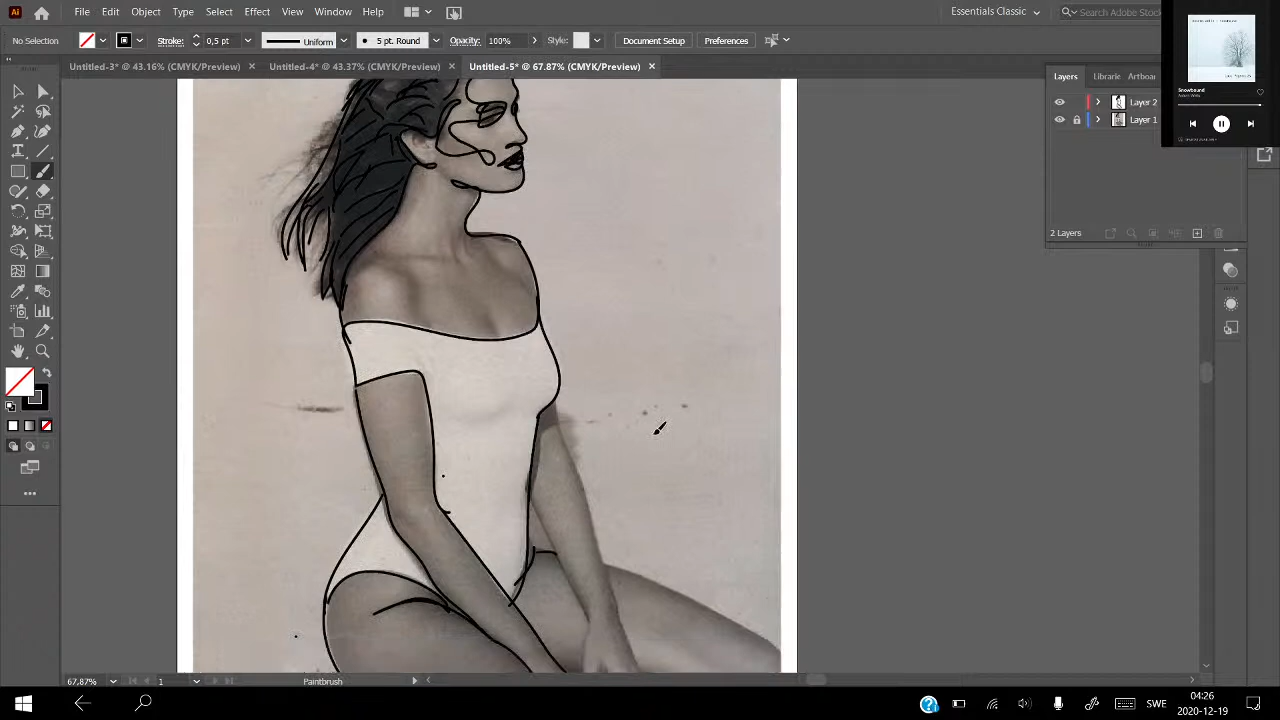 Ai File Edit Object Type Select Effect View Window Help
Essentials Classic
Search Adobe Stock
No Selection Stroke: 0,5 pt Uniform 5 pt. Round Opacity: 100% Style: Document Setup Preferences
Untitled-3* @ 43.16% (CMYK/Preview) Untitled-4* @ 43.37% (CMYK/Preview) Untitled-5* @ 67.87% (CMYK/Preview)
Layers Librarie Artboar
Snowbound
Layer 2
Layer 1
2 Layers
67,87% 1 Paintbrush
SWE 04:26
2020-12-19